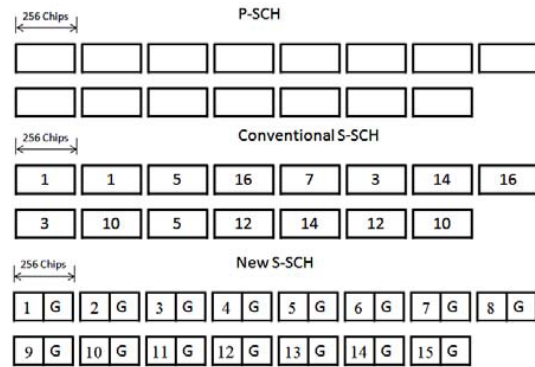 P-SCH
256 Chips
Conventional S-SCH
256 Chips
1 1 5 16 7 3 14 16
3 10 5 12 14 12 10
New S-SCH
256 Chips
1 G 2 G 3 G 4 G 5 G 6 G 7 G 8 G
9 G 10 G 11 G 12 G 13 G 14 G 15 G